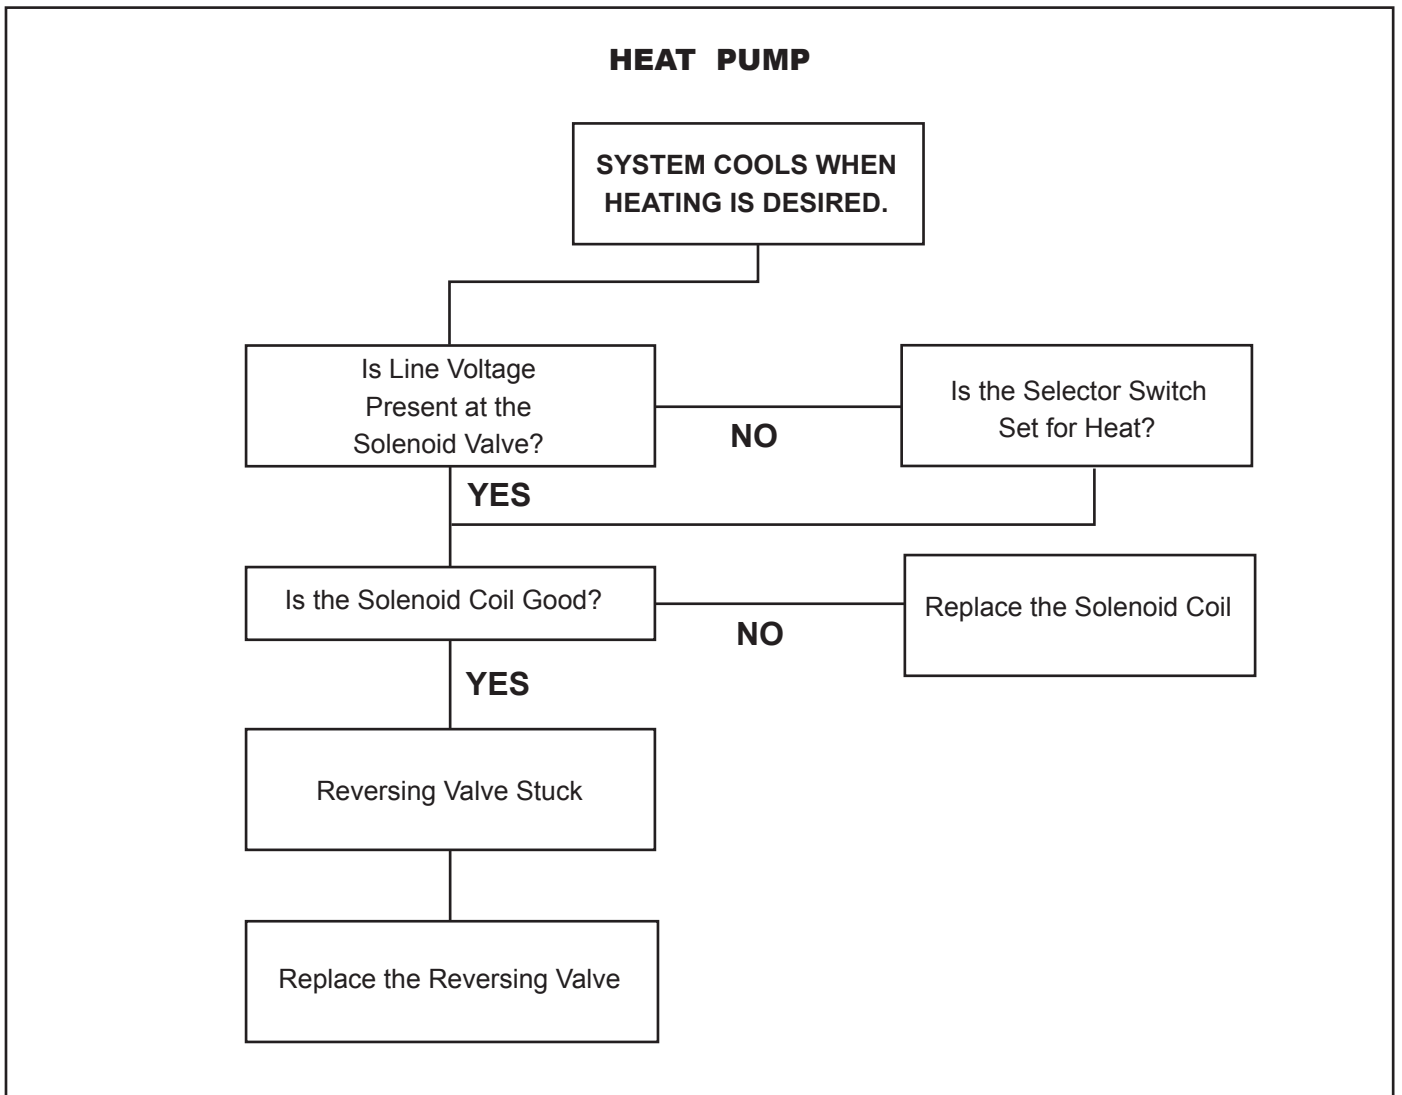 HEAT PUMP
SYSTEM COOLS WHEN
HEATING IS DESIRED.
Is Line Voltage
Present at the
Solenoid Valve?
NO
Is the Selector Switch
Set for Heat?
YES
Is the Solenoid Coil Good?
NO
Replace the Solenoid Coil
YES
Reversing Valve Stuck
Replace the Reversing Valve